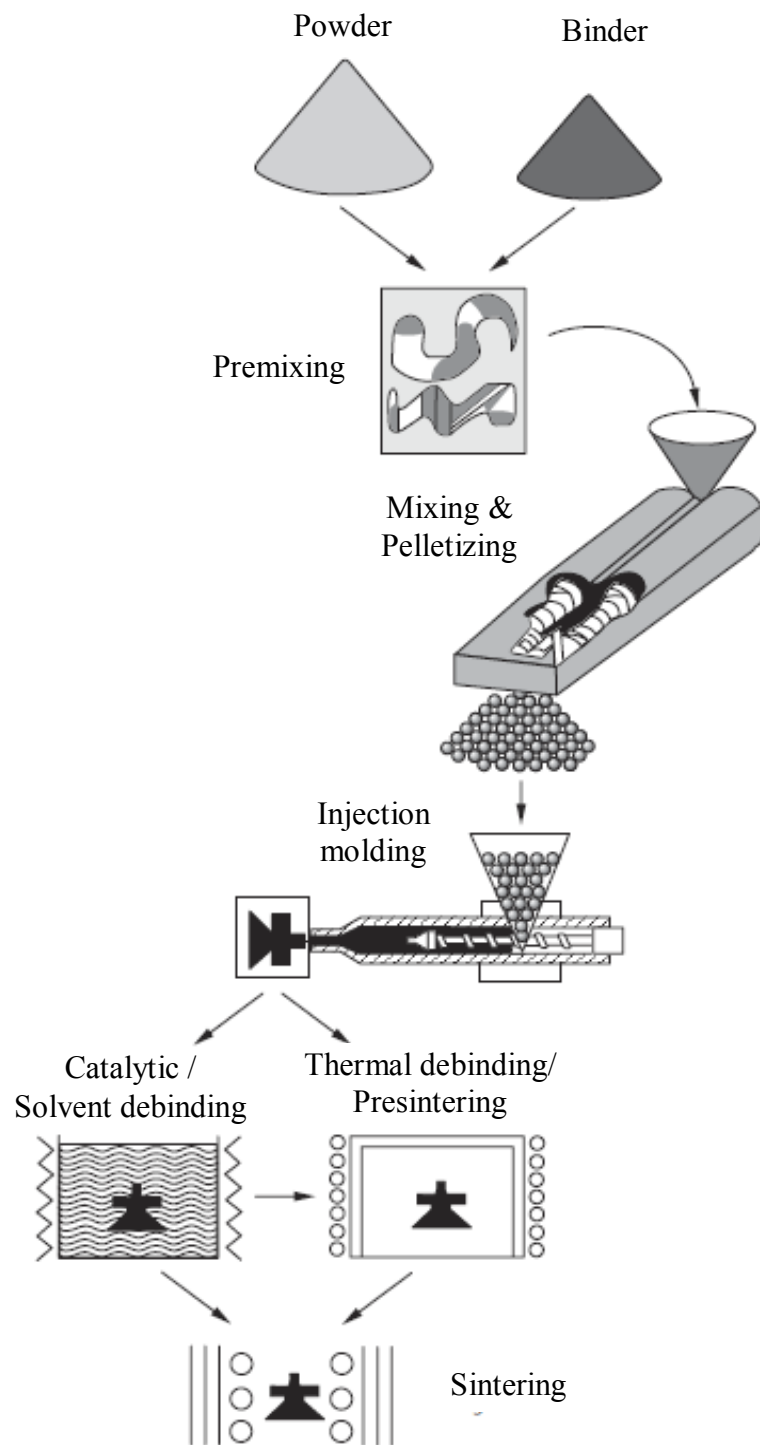 Powder
Binder
Premixing
Mixing &
Pelletizing
Injection
molding
Catalytic /
Solvent debinding
Thermal debinding/
Presintering
Sintering